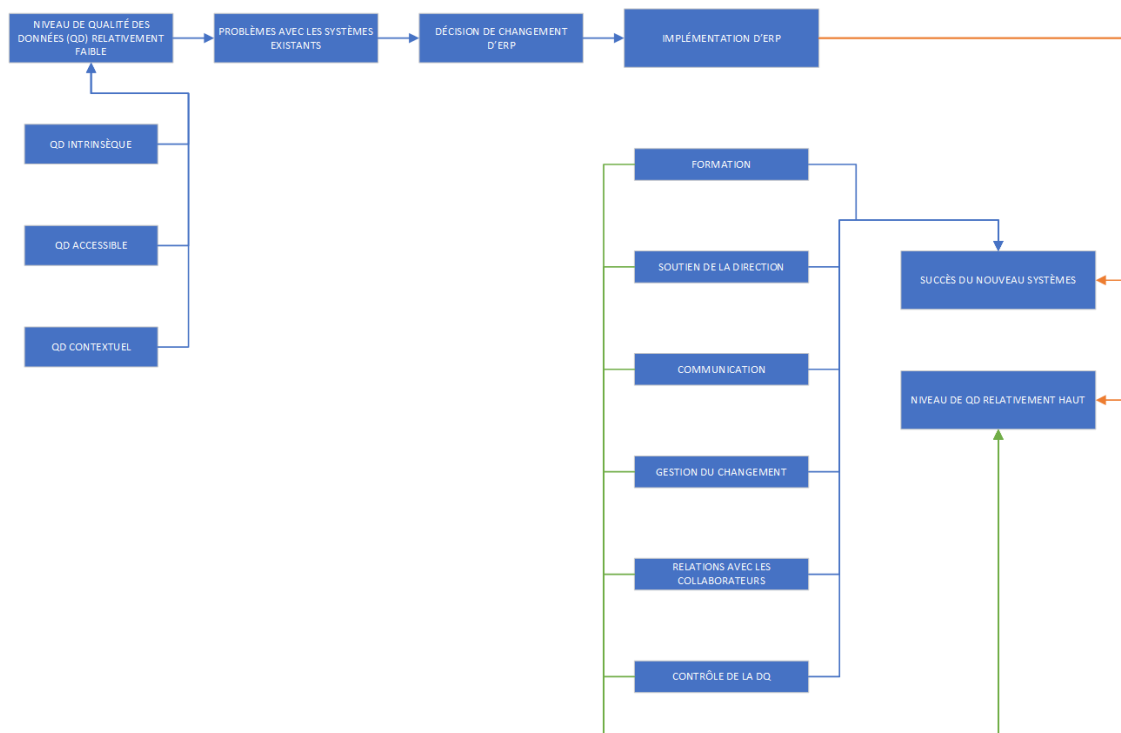 NIVEAU DE QUALITÉ DES
DONNÉES (QD) RELATIVEMENT
FAIBLE
PROBLÈMES AVEC LES SYSTÈMES
EXISTANTS
DÉCISION DE CHANGEMENT
D'ERP
IMPLÉMENTATION D'ERP
QD INTRINSÈQUE
QD ACCESSIBLE
QD CONTEXTUEL
FORMATION
SOUTIEN DE LA DIRECTION
COMMUNICATION
GESTION DU CHANGEMENT
RELATIONS AVEC LES
COLLABORATEURS
CONTRÔLE DE LA DQ
SUCCÈS DU NOUVEAU SYSTÈMES
NIVEAU DE QD RELATIVEMENT HAUT